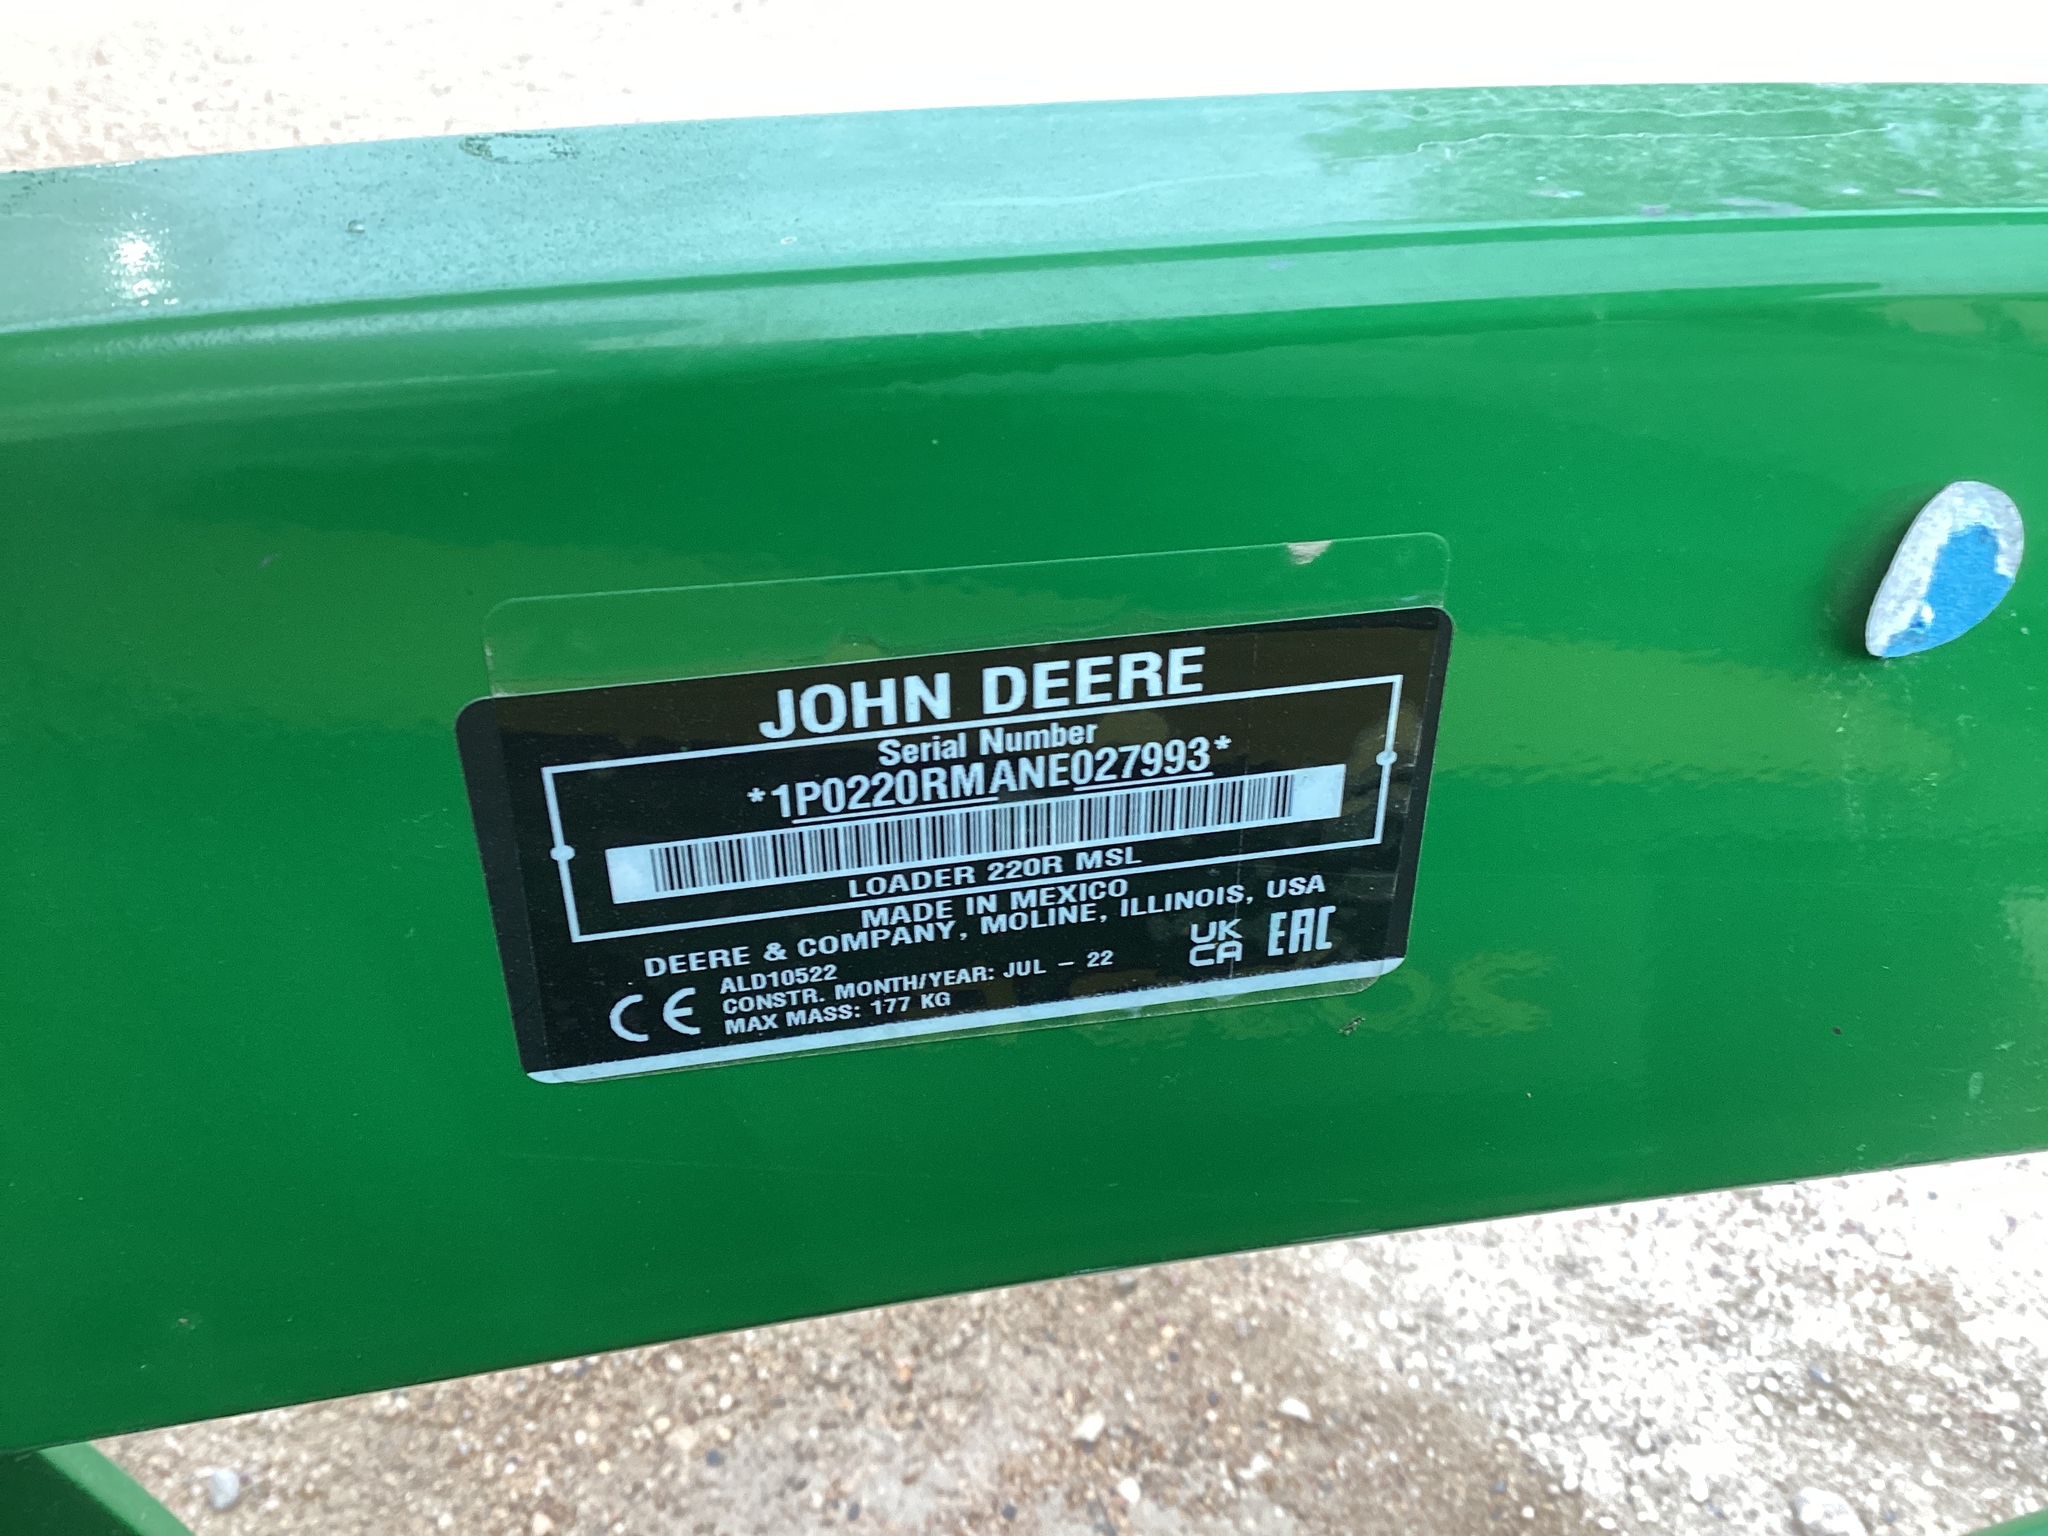 JOHN DEERE
Serial Number
*1P0220RMANE027993*
LOADER 220R MSL
MADE IN MEXICO
DEERE & COMPANY, MOLINE, ILLINOIS, USA
ALD10522
CONSTR. MONTH/YEAR: JUL - 22
MAX MASS: 177 KG
CE
UK
CA
EAC